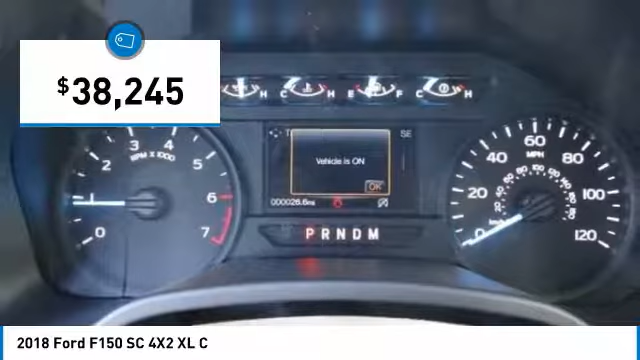 $38,245
H C H E F C H
T SE
Vehicle is ON
OK
000026.6mi
P R N D M
0 1 2 3 4 5 6 7
RPM X 1000
0 20 40 60 80 100 120
MPH
2018 Ford F150 SC 4X2 XL C